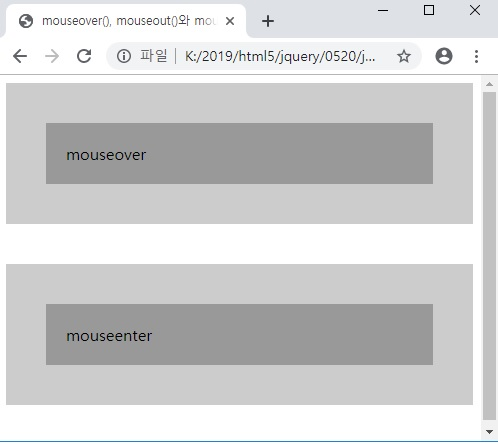 mouseover(), mouseout()와 mou
파일 K:/2019/html5/jquery/0520/j...
mouseover
mouseenter